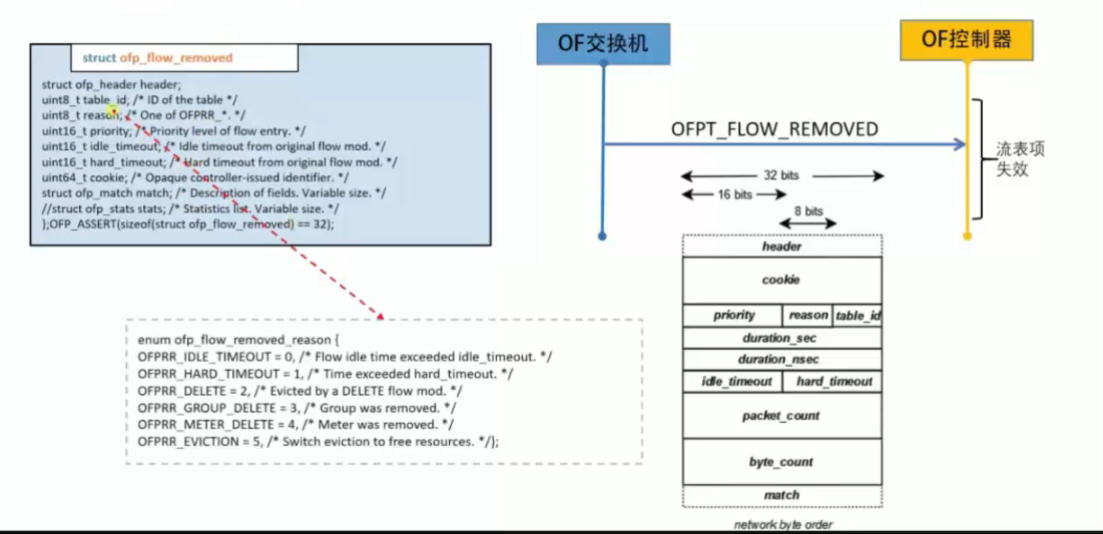 struct ofp_flow_removed
struct ofp_header header;
uint8_t table_id; /* ID of the table */
uint8_t reason; /* One of OFPRR_*. */
uint16_t priority; /* Priority level of flow entry. */
uint16_t idle_timeout; /* Idle timeout from original flow mod. */
uint16_t hard_timeout; /* Hard timeout from original flow mod. */
uint64_t cookie; /* Opaque controller-issued identifier. */
struct ofp_match match; /* Description of fields. Variable size. */
//struct ofp_stats stats; /* Statistics list. Variable size. */
};OFP_ASSERT(sizeof(struct ofp_flow_removed) == 32);
enum ofp_flow_removed_reason {
OFPRR_IDLE_TIMEOUT = 0, /* Flow idle time exceeded idle_timeout. */
OFPRR_HARD_TIMEOUT = 1, /* Time exceeded hard_timeout. */
OFPRR_DELETE = 2, /* Evicted by a DELETE flow mod. */
OFPRR_GROUP_DELETE = 3, /* Group was removed. */
OFPRR_METER_DELETE = 4, /* Meter was removed. */
OFPRR_EVICTION = 5, /* Switch eviction to free resources. */};
OF交换机
OF控制器
OFPT_FLOW_REMOVED
流表项
失效
32 bits
16 bits
8 bits
header
cookie
priority reason table_id
duration_sec
duration_nsec
idle_timeout hard_timeout
packet_count
byte_count
match
network byte order